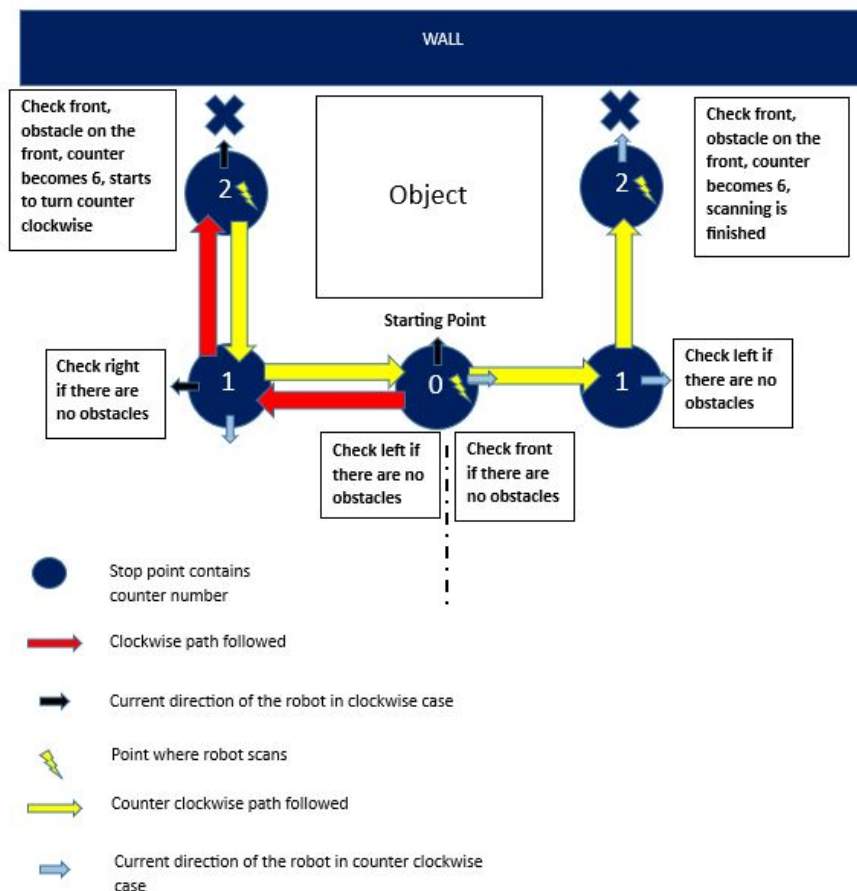 WALL
Check front,
obstacle on the
front, counter
becomes 6, starts
to turn counter
clockwise
2
Object
2
Check front,
obstacle on the
front, counter
becomes 6,
scanning is
finished
Starting Point
Check right
if there are
no obstacles
1
0
1
Check left if
there are no
obstacles
Check left if
there are no
obstacles
Check front
if there are
no obstacles
Stop point contains
counter number
Clockwise path followed
Current direction of the robot in clockwise case
Point where robot scans
Counter clockwise path followed
Current direction of the robot in counter clockwise
case